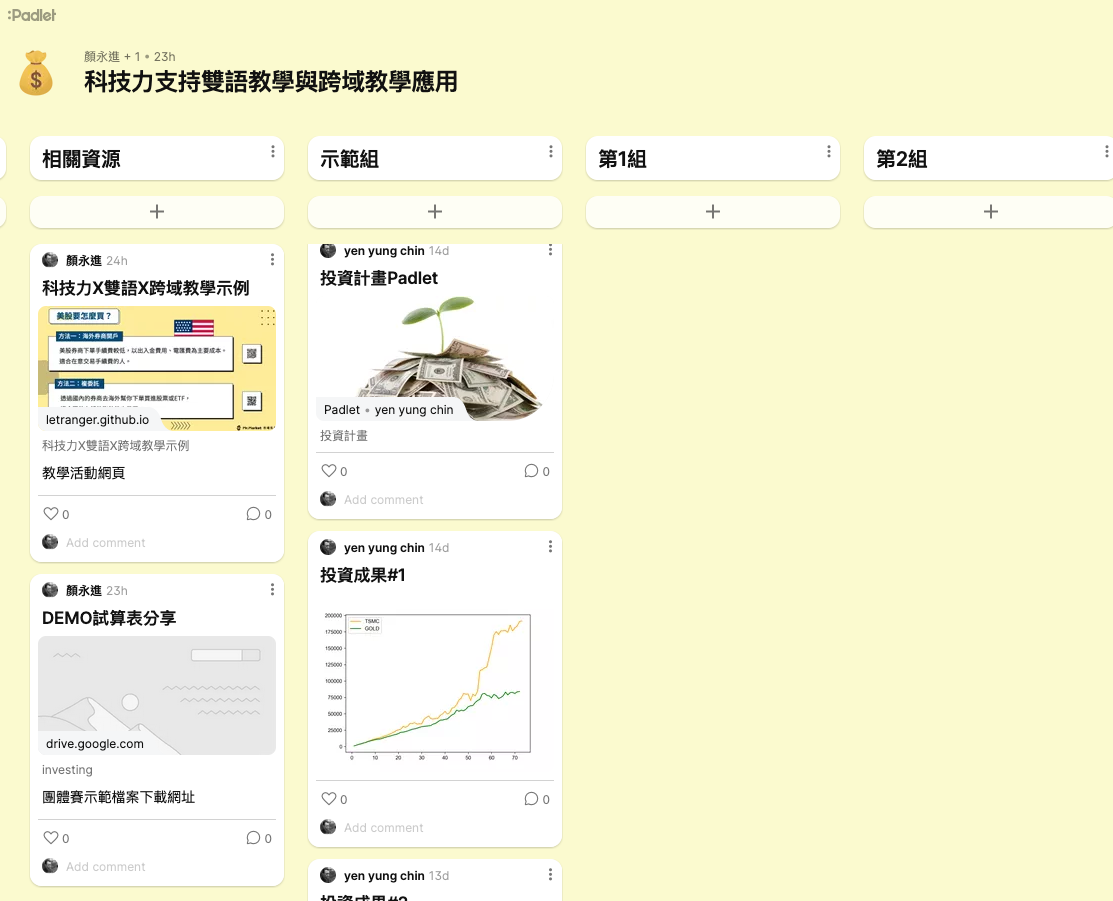 :Padlet
顏永進 + 1 • 23h
科技力支持雙語教學與跨域教學應用
相關資源
顏永進 24h
科技力X雙語X跨域教學示例
美股要怎麼買？
方法一：海外券商開戶
美股券商下單手續費較低，以出入金費用、電匯費為主要成本。
適合在意交易手續費的人。
方法二：複委託
透過國內的券商去海外幫你下單買進股票或ETF，
letranger.github.io
科技力X雙語X跨域教學示例
教學活動網頁
0
0
Add comment
顏永進 23h
DEMO試算表分享
drive.google.com
investing
團體賽示範檔案下載網址
0
0
Add comment
示範組
yen yung chin 14d
投資計畫Padlet
Padlet • yen yung chin
投資計畫
0
0
Add comment
yen yung chin 14d
投資成果#1
200000
175000
150000
125000
100000
75000
50000
25000
0
TSMC
GOLD
0 10 20 30 40 50 60 70
0
0
Add comment
yen yung chin 13d
投資成果#2
第1組
第2組